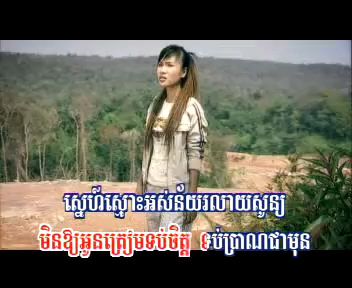 ស្នេហ៍ស្មោះអស់ន័យរលាយសូន្យ
មិនឱ្យអូនត្រៀមទប់ចិត្ត ទប់ប្រាណជាមុន